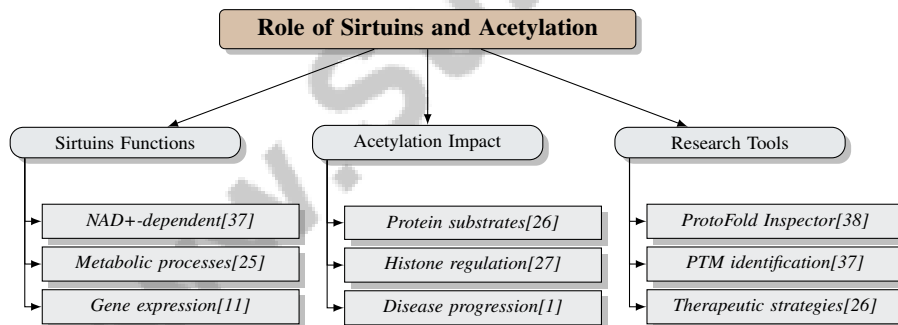 Role of Sirtuins and Acetylation
Sirtuins Functions
NAD+-dependent[37]
Metabolic processes[25]
Gene expression[11]
Acetylation Impact
Protein substrates[26]
Histone regulation[27]
Disease progression[1]
Research Tools
ProtoFold Inspector[38]
PTM identification[37]
Therapeutic strategies[26]